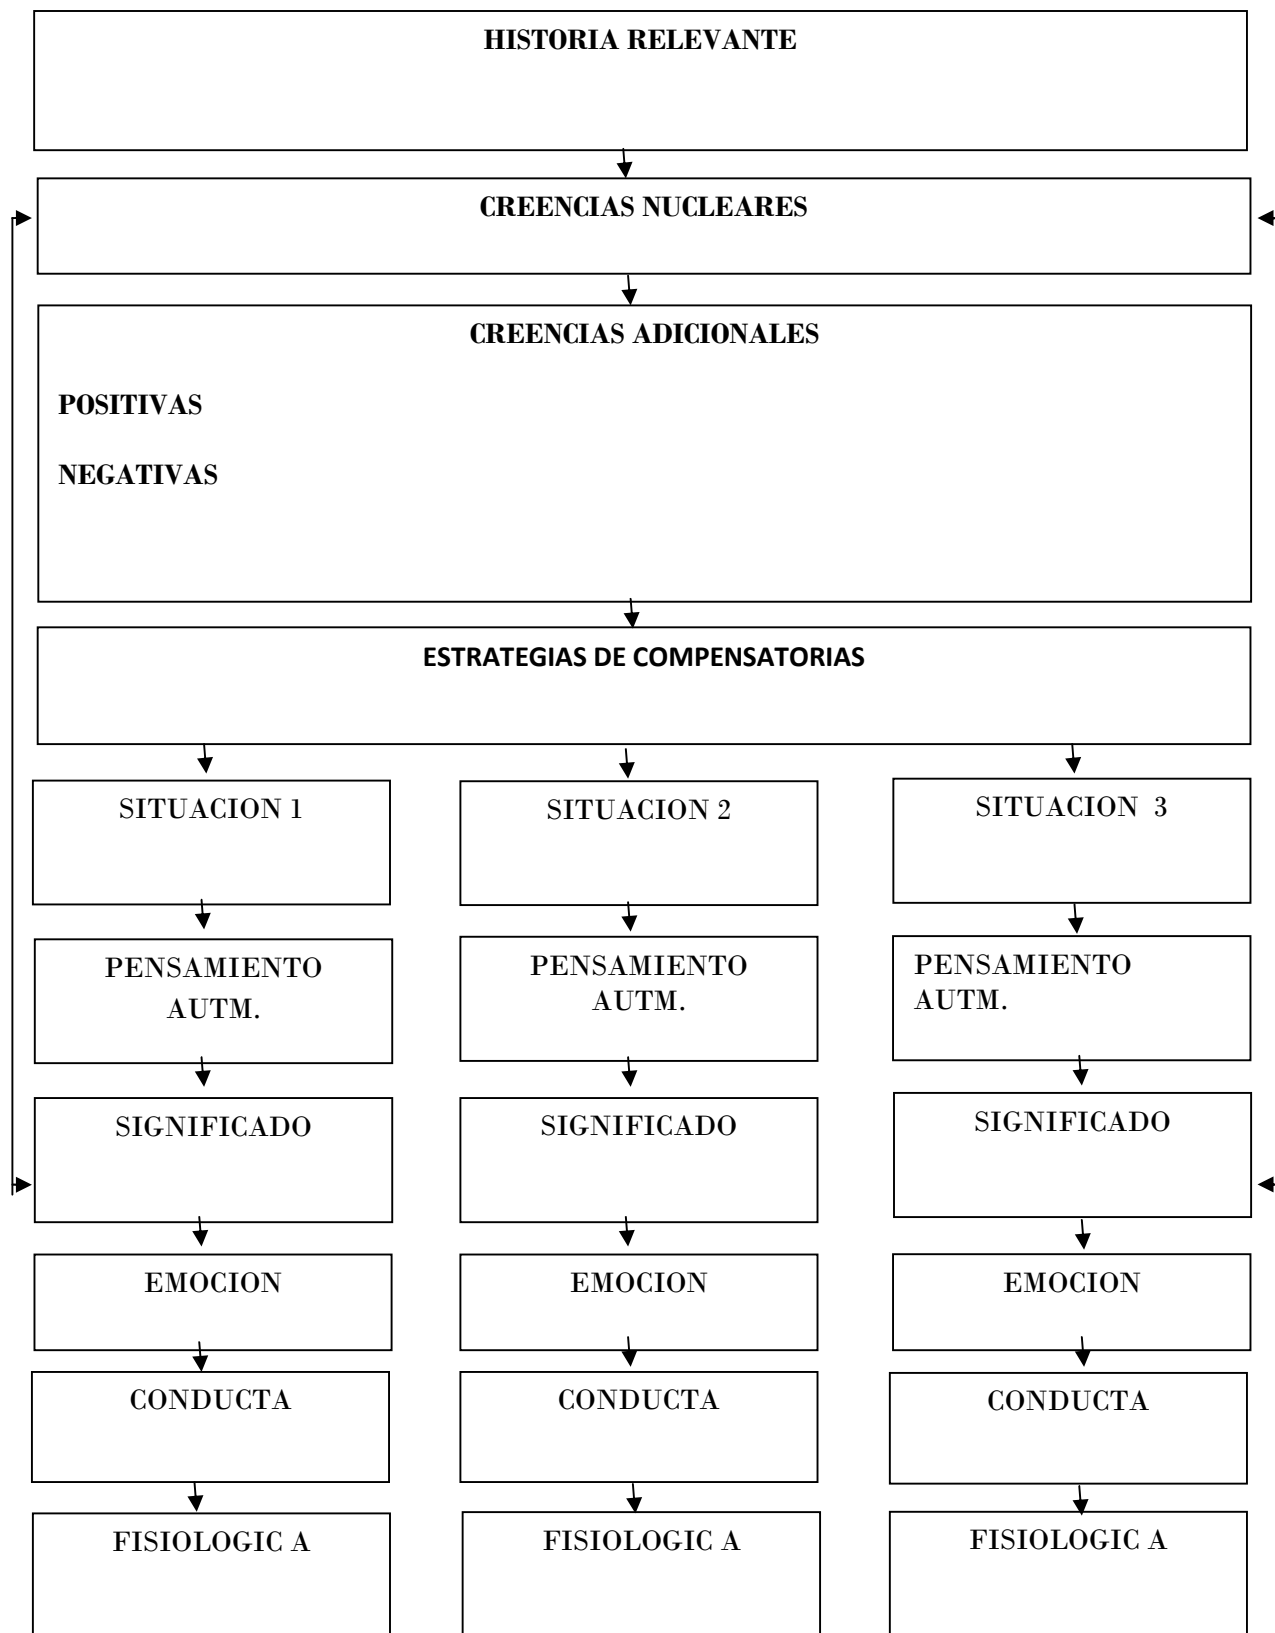 HISTORIA RELEVANTE
CREENCIAS NUCLEARES
CREENCIAS ADICIONALES
POSITIVAS
NEGATIVAS
ESTRATEGIAS DE COMPENSATORIAS
SITUACION 1
SITUACION 2
SITUACION 3
PENSAMIENTO
AUTM.
PENSAMIENTO
AUTM.
PENSAMIENTO
AUTM.
SIGNIFICADO
SIGNIFICADO
SIGNIFICADO
EMOCION
EMOCION
EMOCION
CONDUCTA
CONDUCTA
CONDUCTA
FISIOLOGIC A
FISIOLOGIC A
FISIOLOGIC A